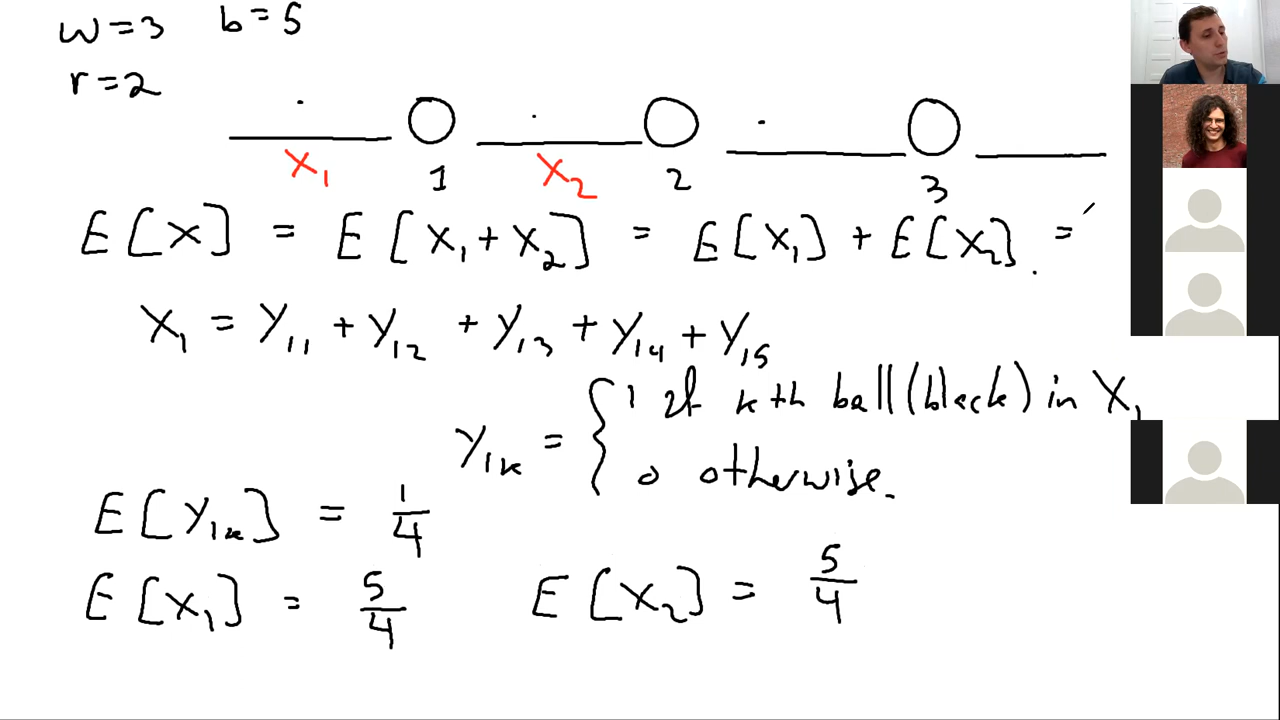 w = 3 b = 5
r = 2
X₁ 1 X₂ 2 3
E[X] = E[X₁ + X₂] = E[X₁] + E[X₂] =
X₁ = Y₁₁ + Y₁₂ + Y₁₃ + Y₁₄ + Y₁₅
Y₁ₖ = { 1 if kth ball (black) in X₁
0 otherwise.
E[Y₁ₖ] = 1/4
E[X₁] = 5/4 E[X₂] = 5/4